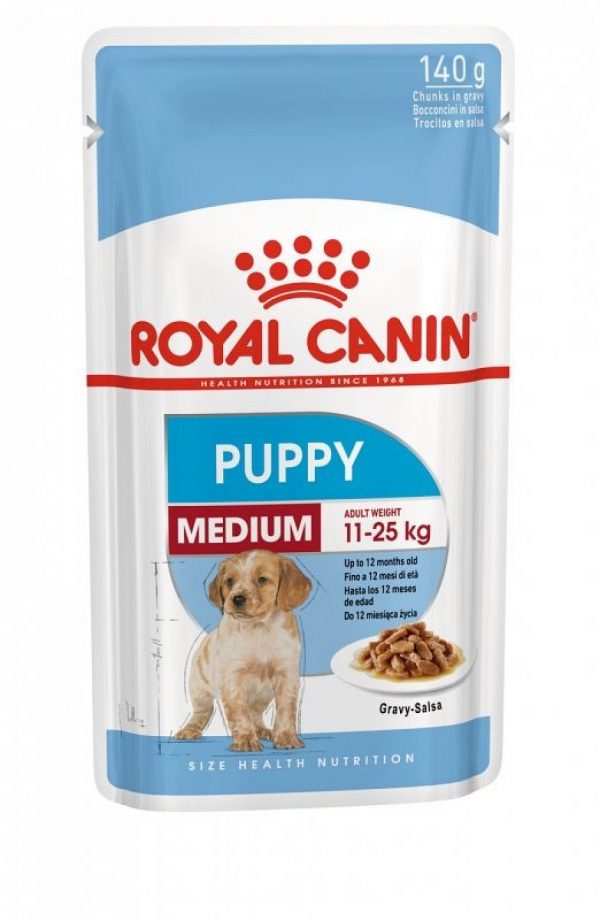 140 g
Chunks in gravy
Bocconcini in salsa
Trocitos en salsa
ROYAL CANIN®
HEALTH NUTRITION SINCE 1968
PUPPY
MEDIUM
ADULT WEIGHT
11-25 kg
Up to 12 months old
Fino a 12 mesi di età
Hasta los 12 meses
de edad
Do 12 miesiąca życia
Gravy-Salsa
SIZE HEALTH NUTRITION